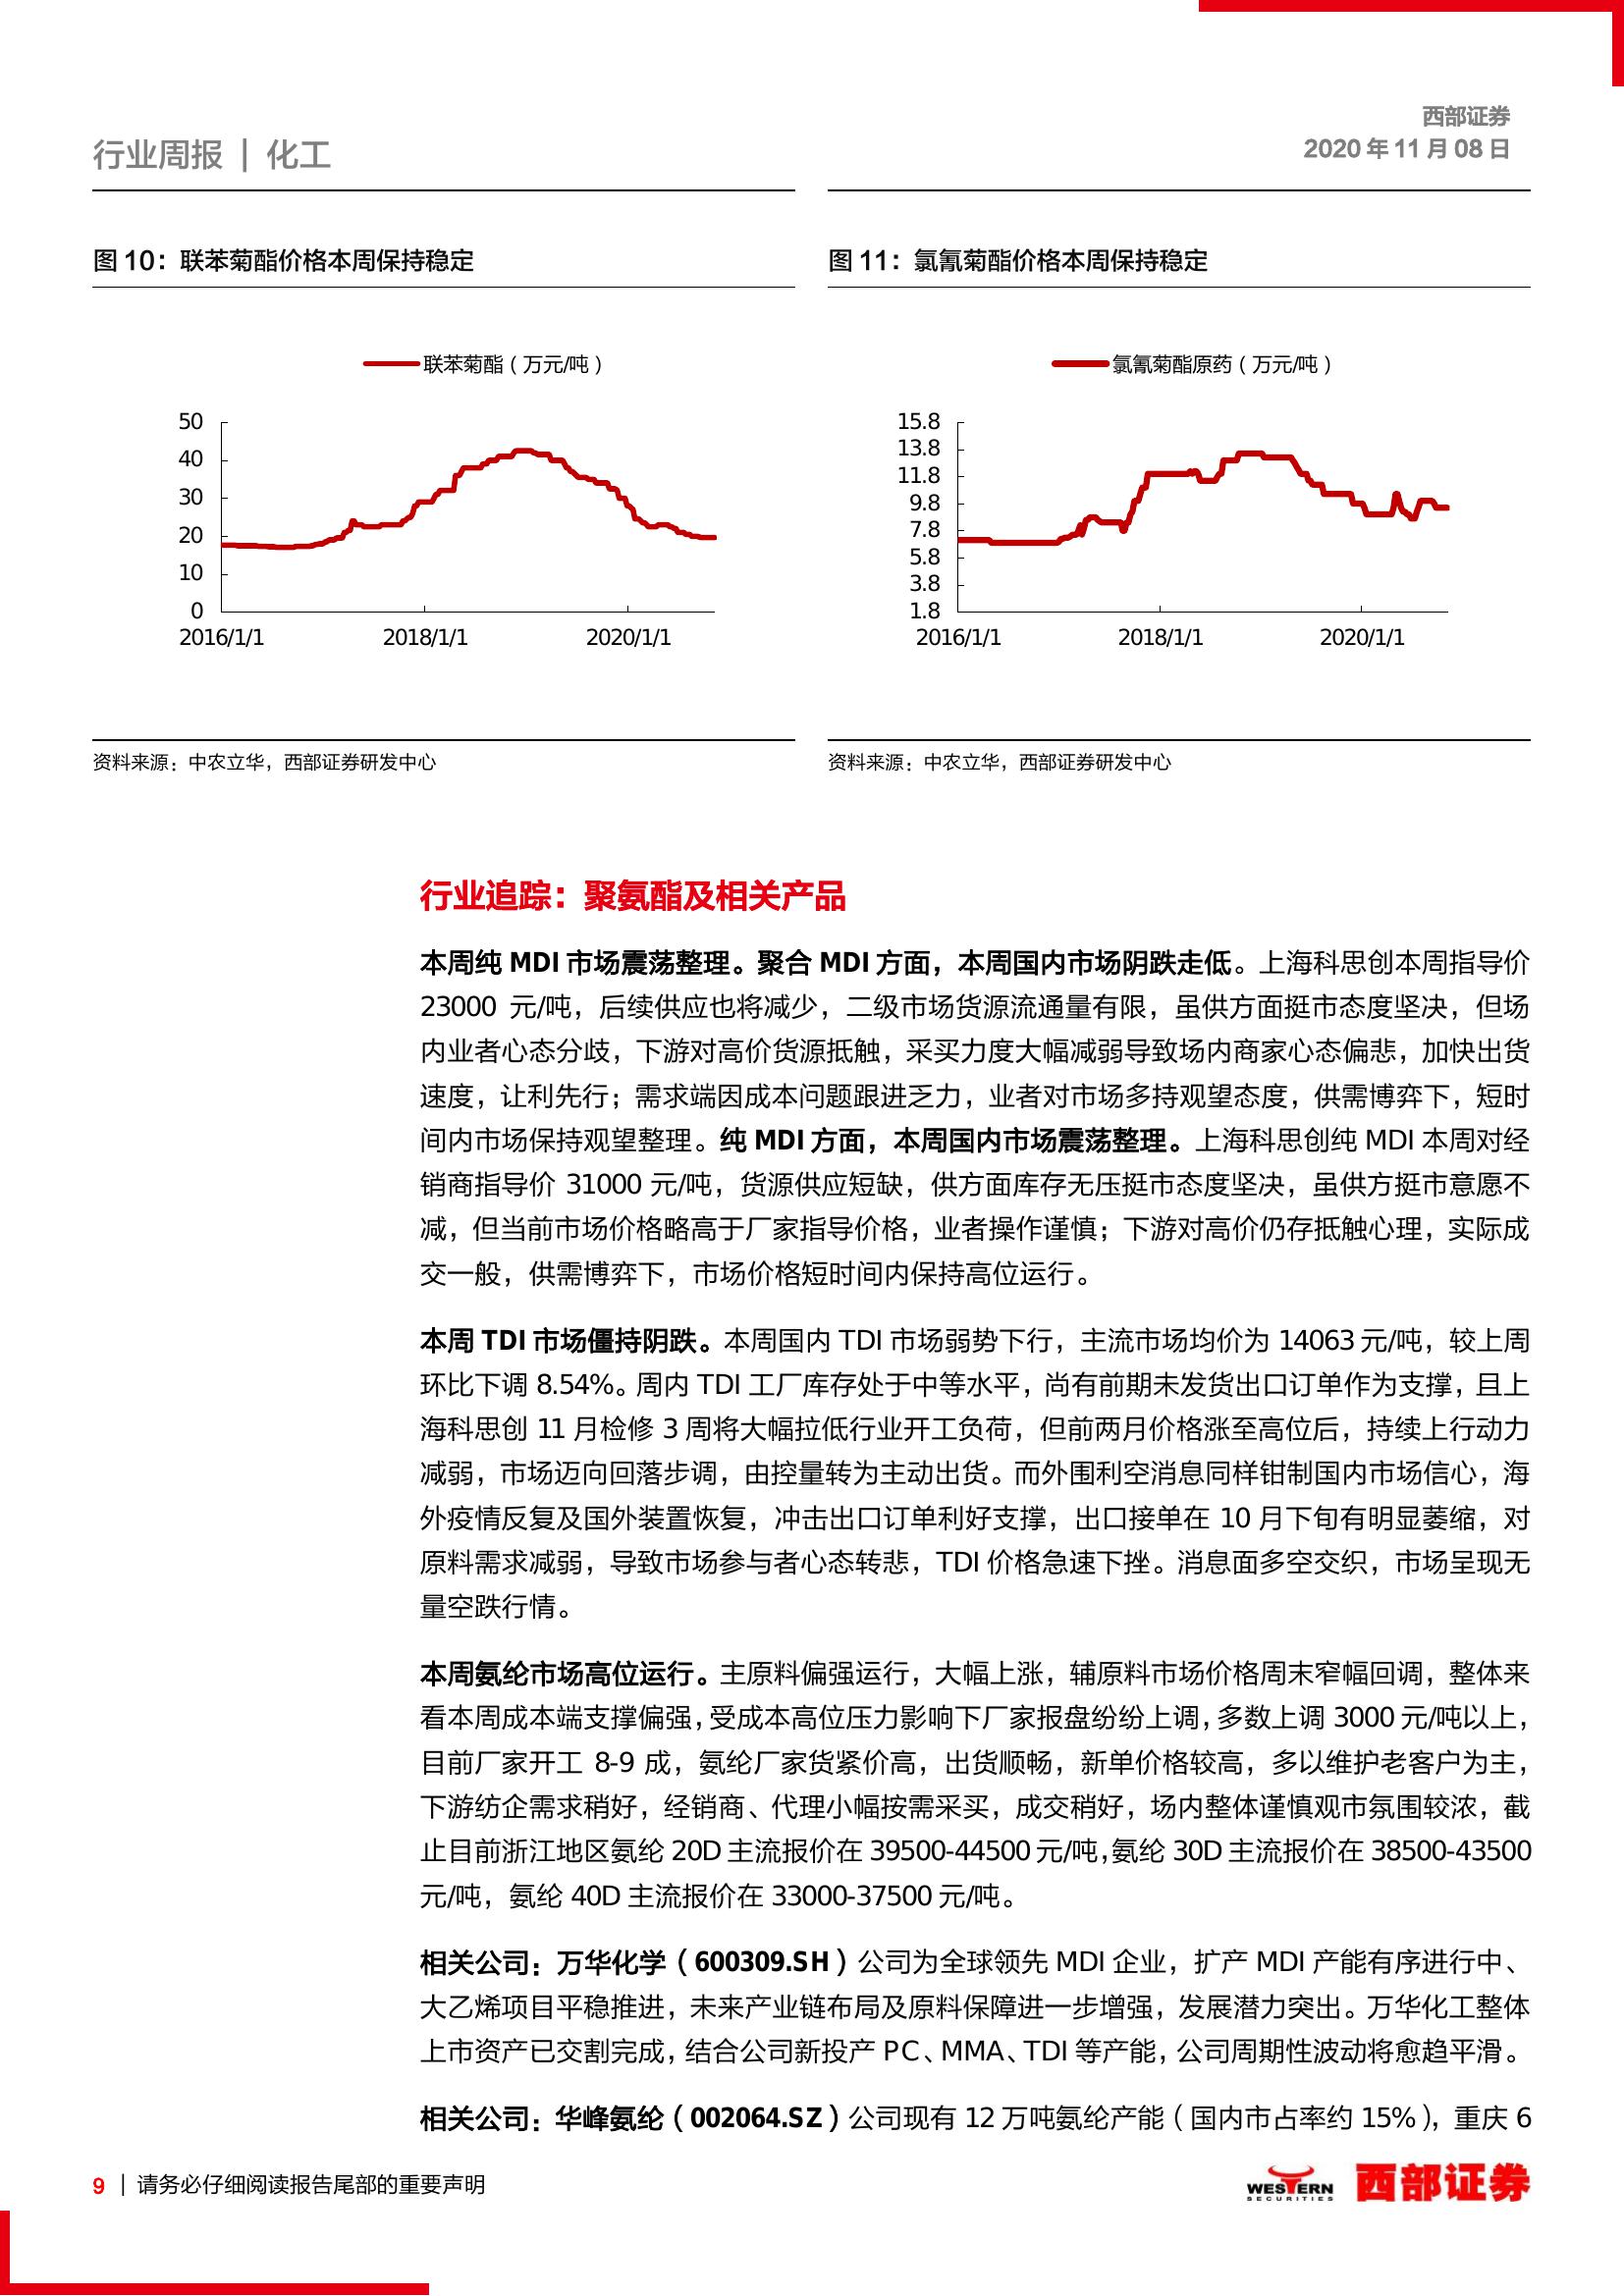 西部证券
2020 年 11 月 08 日
行业周报 | 化工
图 10：联苯菊酯价格本周保持稳定
联苯菊酯（万元/吨）
50
40
30
20
10
0
2016/1/1
2018/1/1
2020/1/1
资料来源：中农立华，西部证券研发中心
图 11：氯氰菊酯价格本周保持稳定
氯氰菊酯原药（万元/吨）
15.8
13.8
11.8
9.8
7.8
5.8
3.8
1.8
2016/1/1
2018/1/1
2020/1/1
资料来源：中农立华，西部证券研发中心
行业追踪：聚氨酯及相关产品
本周纯 MDI 市场震荡整理。聚合 MDI 方面，本周国内市场阴跌走低。上海科思创本周指导价
23000 元/吨，后续供应也将减少，二级市场货源流通量有限，虽供方面挺市态度坚决，但场
内业者心态分歧，下游对高价货源抵触，采买力度大幅减弱导致场内商家心态偏悲，加快出货
速度，让利先行；需求端因成本问题跟进乏力，业者对市场多持观望态度，供需博弈下，短时
间内市场保持观望整理。纯 MDI 方面，本周国内市场震荡整理。上海科思创纯 MDI 本周对经
销商指导价 31000 元/吨，货源供应短缺，供方面库存无压挺市态度坚决，虽供方挺市意愿不
减，但当前市场价格略高于厂家指导价格，业者操作谨慎；下游对高价仍存抵触心理，实际成
交一般，供需博弈下，市场价格短时间内保持高位运行。
本周 TDI 市场僵持阴跌。本周国内 TDI 市场弱势下行，主流市场均价为 14063 元/吨，较上周
环比下调 8.54%。周内 TDI 工厂库存处于中等水平，尚有前期未发货出口订单作为支撑，且上
海科思创 11 月检修 3 周将大幅拉低行业开工负荷，但前两月价格涨至高位后，持续上行动力
减弱，市场迈向回落步调，由控量转为主动出货。而外围利空消息同样钳制国内市场信心，海
外疫情反复及国外装置恢复，冲击出口订单利好支撑，出口接单在 10 月下旬有明显萎缩，对
原料需求减弱，导致市场参与者心态转悲，TDI 价格急速下挫。消息面多空交织，市场呈现无
量空跌行情。
本周氨纶市场高位运行。主原料偏强运行，大幅上涨，辅原料市场价格周末窄幅回调，整体来
看本周成本端支撑偏强，受成本高位压力影响下厂家报盘纷纷上调，多数上调 3000 元/吨以上，
目前厂家开工 8-9 成，氨纶厂家货紧价高，出货顺畅，新单价格较高，多以维护老客户为主，
下游纺企需求稍好，经销商、代理小幅按需采买，成交稍好，场内整体谨慎观市氛围较浓，截
止目前浙江地区氨纶 20D 主流报价在 39500-44500 元/吨，氨纶 30D 主流报价在 38500-43500
元/吨，氨纶 40D 主流报价在 33000-37500 元/吨。
相关公司：万华化学（600309.SH）公司为全球领先 MDI 企业，扩产 MDI 产能有序进行中、
大乙烯项目平稳推进，未来产业链布局及原料保障进一步增强，发展潜力突出。万华化工整体
上市资产已交割完成，结合公司新投产 PC、MMA、TDI 等产能，公司周期性波动将愈趋平滑。
相关公司：华峰氨纶（002064.SZ）公司现有 12 万吨氨纶产能（国内市占率约 15%），重庆 6
9 | 请务必仔细阅读报告尾部的重要声明
WESTERN
SECURITIES
西部证券